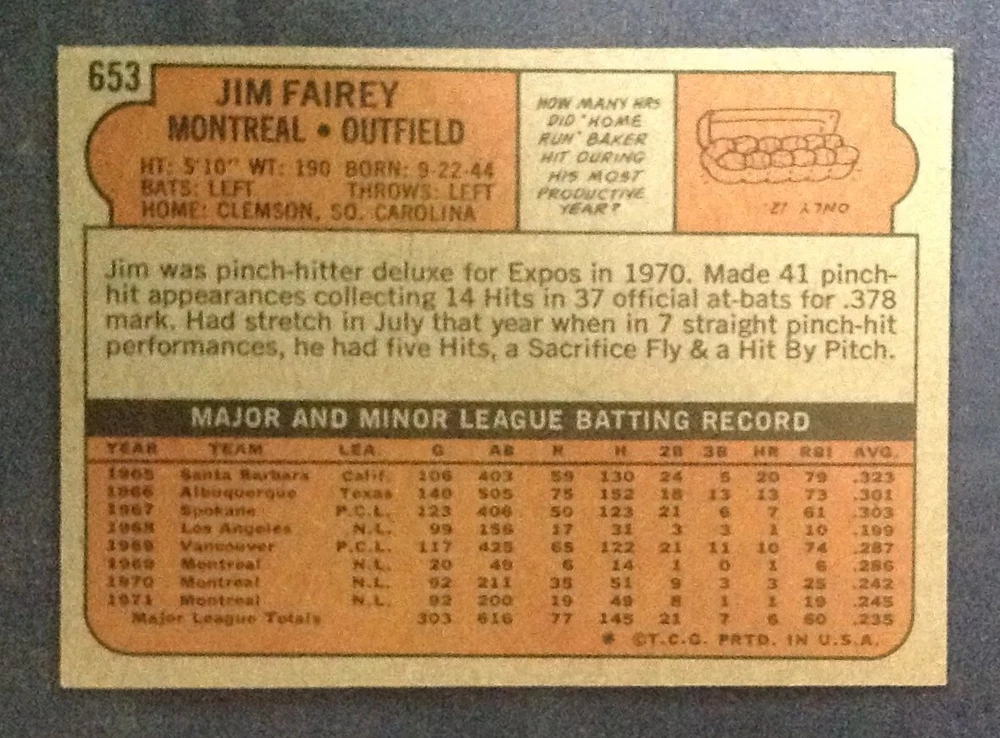 653
JIM FAIREY
MONTREAL • OUTFIELD
HT: 5'10" WT: 190 BORN: 9-22-44
BATS: LEFT THROWS: LEFT
HOME: CLEMSON, SO. CAROLINA
HOW MANY HRS
DID "HOME
RUN" BAKER
HIT DURING
HIS MOST
PRODUCTIVE
YEAR?
ONLY 12.
Jim was pinch-hitter deluxe for Expos in 1970. Made 41 pinch-
hit appearances collecting 14 Hits in 37 official at-bats for .378
mark. Had stretch in July that year when in 7 straight pinch-hit
performances, he had five Hits, a Sacrifice Fly & a Hit By Pitch.
MAJOR AND MINOR LEAGUE BATTING RECORD
YEAR TEAM LEA. G AB R H 2B 3B HR RBI AVG.
1965 Santa Barbara Calif. 106 403 59 130 24 5 20 79 .323
1966 Albuquerque Texas 140 505 75 152 18 13 13 73 .301
1967 Spokane P.C.L. 123 406 50 123 21 6 7 61 .303
1968 Los Angeles N.L. 99 156 17 31 3 3 1 10 .199
1969 Vancouver P.C.L. 117 425 65 122 21 11 10 74 .287
1969 Montreal N.L. 20 49 6 14 1 0 1 6 .286
1970 Montreal N.L. 92 211 35 51 9 3 3 25 .242
1971 Montreal N.L. 92 200 19 49 8 1 1 19 .245
Major League Totals 303 616 77 145 21 7 6 60 .235
* ©T.C.G. PRTD. IN U.S.A.